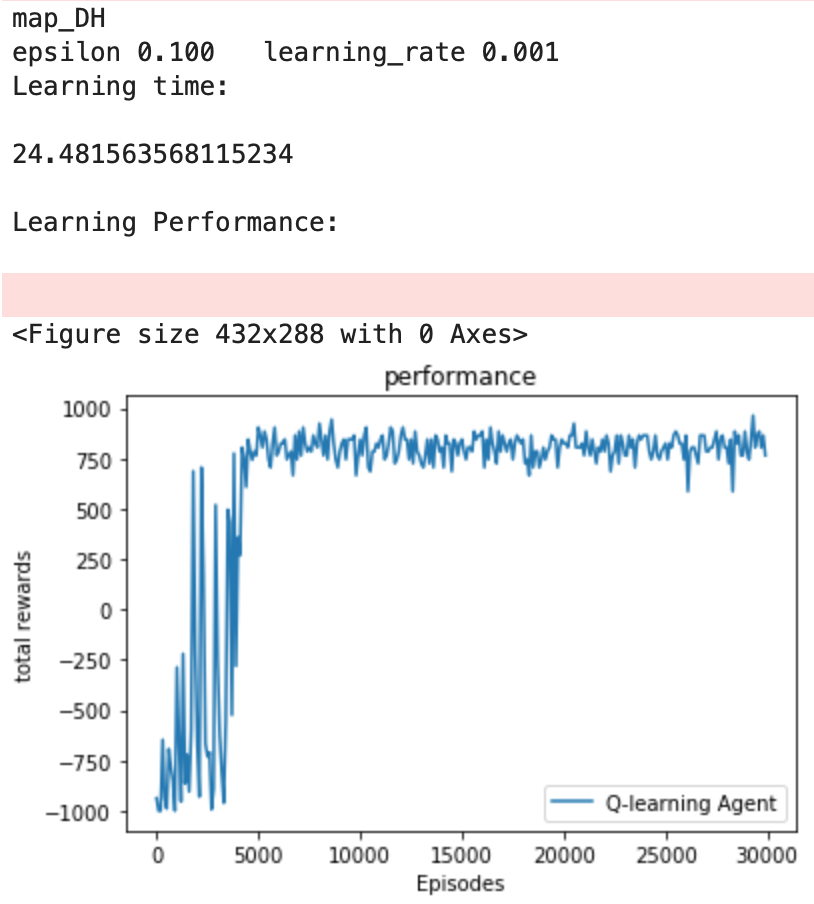 map_DH
epsilon 0.100   learning_rate 0.001
Learning time:
24.481563568115234
Learning Performance:
<Figure size 432x288 with 0 Axes>
performance
1000
750
500
250
0
−250
−500
−750
−1000
total rewards
Q-learning Agent
0 5000 10000 15000 20000 25000 30000
Episodes